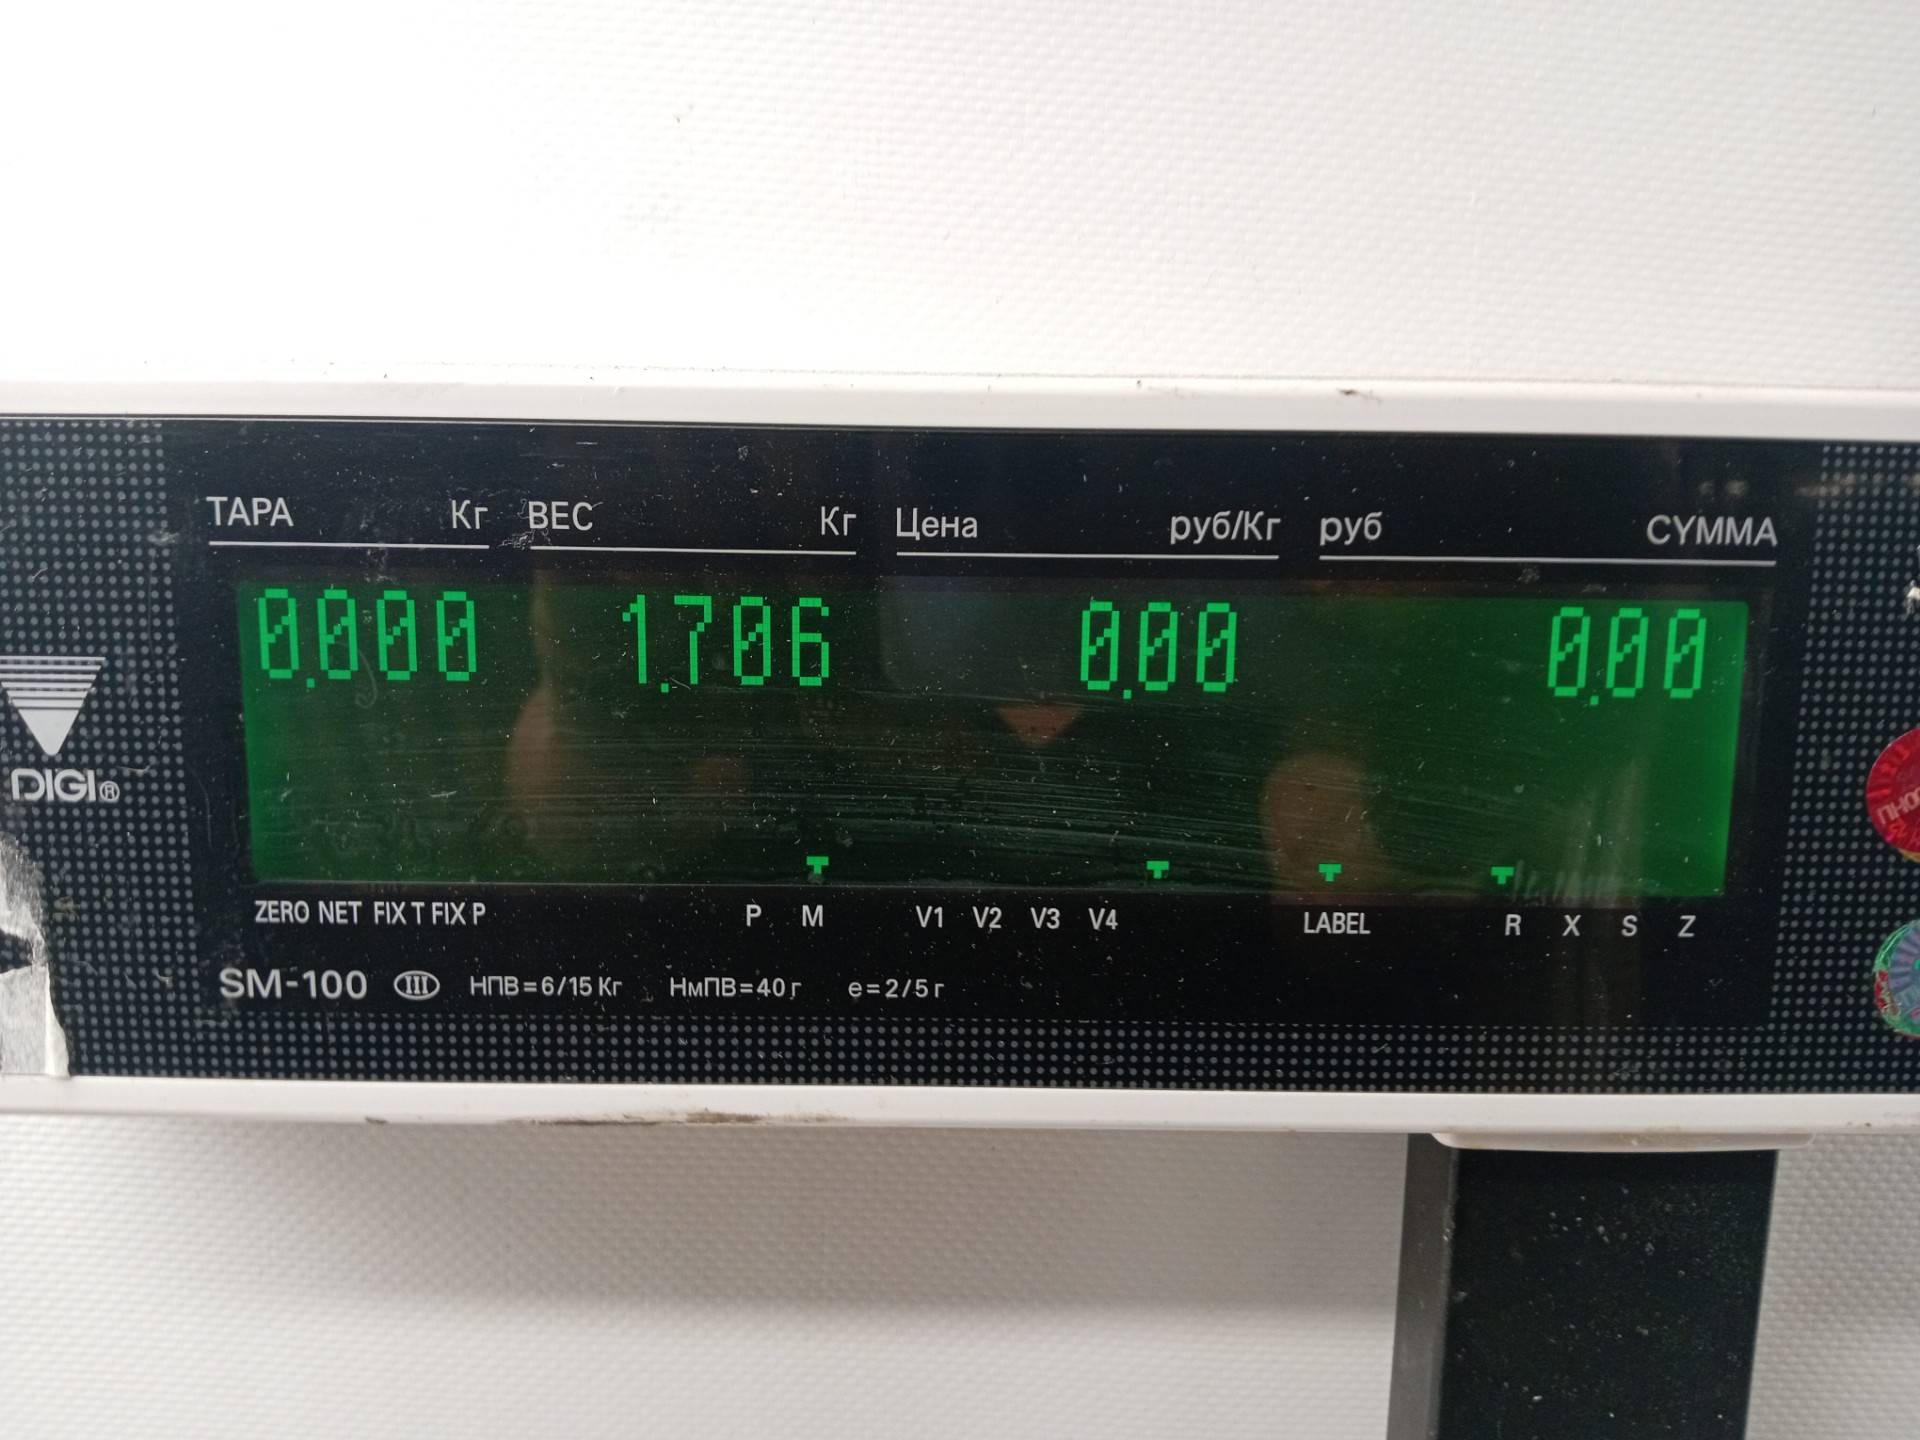 ТАРА Кг ВЕС Кг Цена руб/Кг руб СУММА
0.000 1.706 0.00 0.00
DIGI®
ZERO NET FIX T FIX P P M V1 V2 V3 V4 LABEL R X S Z
SM-100 III НПВ=6/15 Кг НмПВ=40 г e=2/5 г